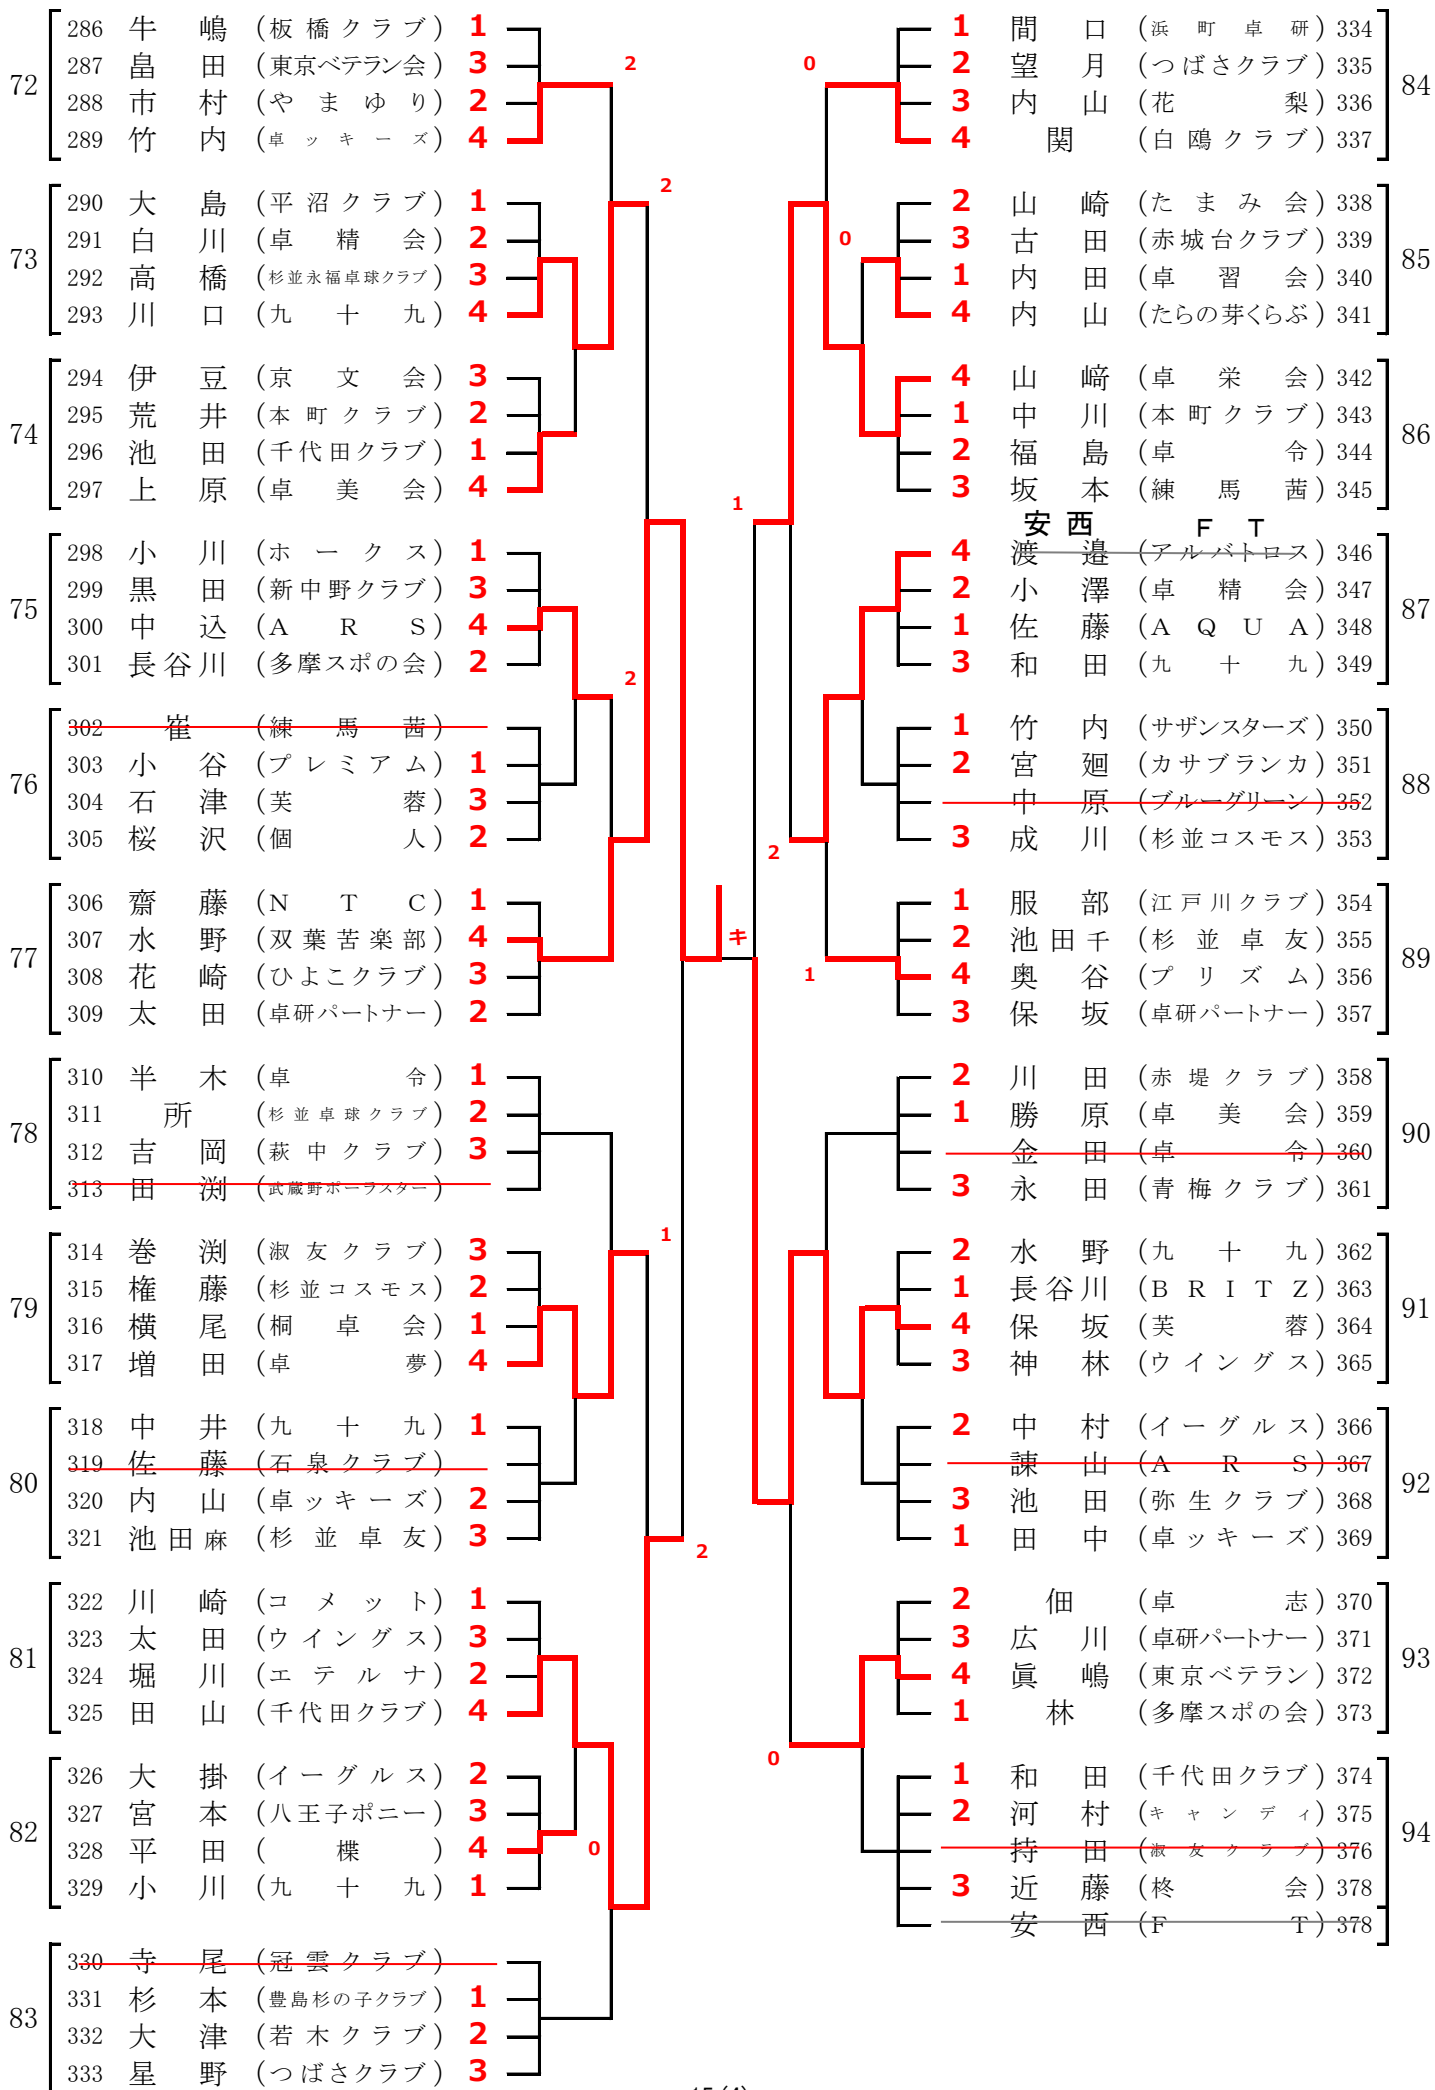 72
286 牛嶋 (板橋クラブ) 1
287 畠田 (東京ベテラン会) 3
288 市村 (やまゆり) 2
289 竹内 (卓ッキーズ) 4
73
290 大島 (平沼クラブ) 1
291 白川 (卓精会) 2
292 高橋 (杉並永福卓球クラブ) 3
293 川口 (九十九) 4
74
294 伊豆 (京文会) 3
295 荒井 (本町クラブ) 2
296 池田 (千代田クラブ) 1
297 上原 (卓美会) 4
75
298 小川 (ホークス) 1
299 黒田 (新中野クラブ) 3
300 中込 (ARS) 4
301 長谷川 (多摩スポの会) 2
76
302 崔 (練馬茜)
303 小谷 (プレミアム) 1
304 石津 (芙蓉) 3
305 桜沢 (個人) 2
77
306 齋藤 (NTC) 1
307 水野 (双葉苦楽部) 4
308 花崎 (ひよこクラブ) 3
309 太田 (卓研パートナー) 2
78
310 半木 (卓令) 1
311 所 (杉並卓球クラブ) 2
312 吉岡 (萩中クラブ) 3
313 田渕 (武蔵野ポーラスター)
79
314 巻渕 (淑友クラブ) 3
315 権藤 (杉並コスモス) 2
316 横尾 (桐卓会) 1
317 増田 (卓夢) 4
80
318 中井 (九十九) 1
319 佐藤 (石泉クラブ)
320 内山 (卓ッキーズ) 2
321 池田麻 (杉並卓友) 3
81
322 川崎 (コメット) 1
323 太田 (ウイングス) 3
324 堀川 (エテルナ) 2
325 田山 (千代田クラブ) 4
82
326 大掛 (イーグルス) 2
327 宮本 (八王子ポニー) 3
328 平田 (楪) 4
329 小川 (九十九) 1
83
330 寺尾 (冠雲クラブ)
331 杉本 (豊島杉の子クラブ) 1
332 大津 (若木クラブ) 2
333 星野 (つばさクラブ) 3
2
2
2
1
2
0
キ
0
0
1
2
1
0
84
1 間口 (浜町卓研) 334
2 望月 (つばさクラブ) 335
3 内山 (花梨) 336
4 関 (白鴎クラブ) 337
85
2 山崎 (たまみ会) 338
3 古田 (赤城台クラブ) 339
1 内田 (卓習会) 340
4 内山 (たらの芽くらぶ) 341
86
4 山﨑 (卓栄会) 342
1 中川 (本町クラブ) 343
2 福島 (卓令) 344
3 坂本 (練馬茜) 345
87
安西 FT
4 渡邉 (アルバトロス) 346
2 小澤 (卓精会) 347
1 佐藤 (AQUA) 348
3 和田 (九十九) 349
88
1 竹内 (サザンスターズ) 350
2 宮廻 (カサブランカ) 351
中原 (ブルーグリーン) 352
3 成川 (杉並コスモス) 353
89
1 服部 (江戸川クラブ) 354
2 池田千 (杉並卓友) 355
4 奥谷 (プリズム) 356
3 保坂 (卓研パートナー) 357
90
2 川田 (赤堤クラブ) 358
1 勝原 (卓美会) 359
金田 (卓令) 360
3 永田 (青梅クラブ) 361
91
2 水野 (九十九) 362
1 長谷川 (BRITZ) 363
4 保坂 (芙蓉) 364
3 神林 (ウイングス) 365
92
2 中村 (イーグルス) 366
諫山 (ARS) 367
3 池田 (弥生クラブ) 368
1 田中 (卓ッキーズ) 369
93
2 佃 (卓志) 370
3 広川 (卓研パートナー) 371
4 眞嶋 (東京ベテラン) 372
1 林 (多摩スポの会) 373
94
1 和田 (千代田クラブ) 374
2 河村 (キャンディ) 375
持田 (淑友クラブ) 376
3 近藤 (柊会) 378
安西 (FT) 378